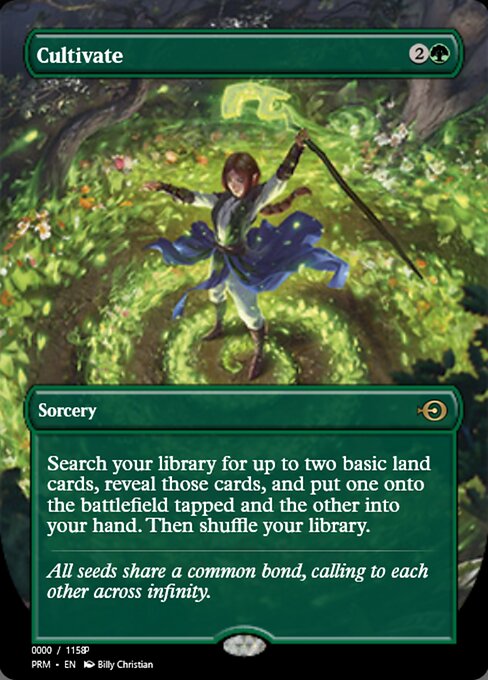 Cultivate
2
Sorcery
Search your library for up to two basic land
cards, reveal those cards, and put one onto
the battlefield tapped and the other into
your hand. Then shuffle your library.
All seeds share a common bond, calling to each
other across infinity.
0000 / 1158P
PRM • EN Billy Christian